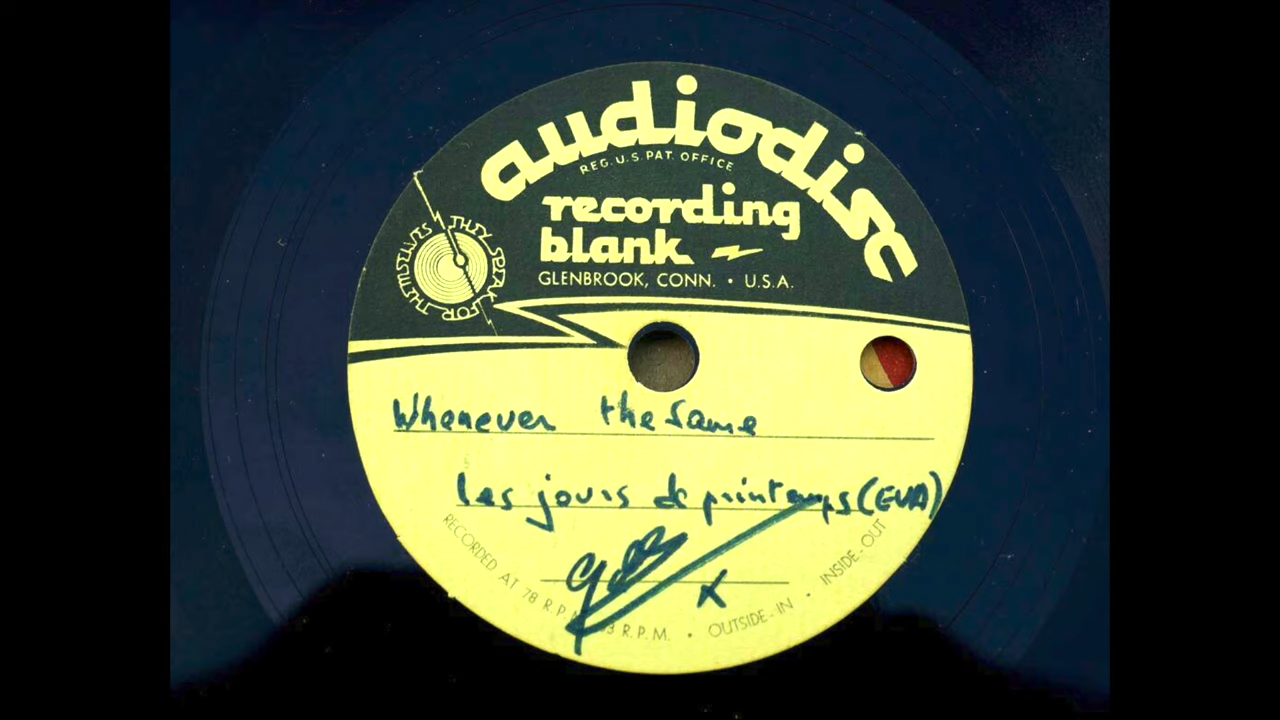 audiodisc
REG. U.S. PAT. OFFICE
recording
blank
GLENBROOK, CONN. • U.S.A.
THEY SPEAK FOR THEMSELVES
Whenever the same
les jours de printemps (EVA)
RECORDED AT 78 R.P.M. 33 R.P.M. • OUTSIDE-IN • INSIDE-OUT